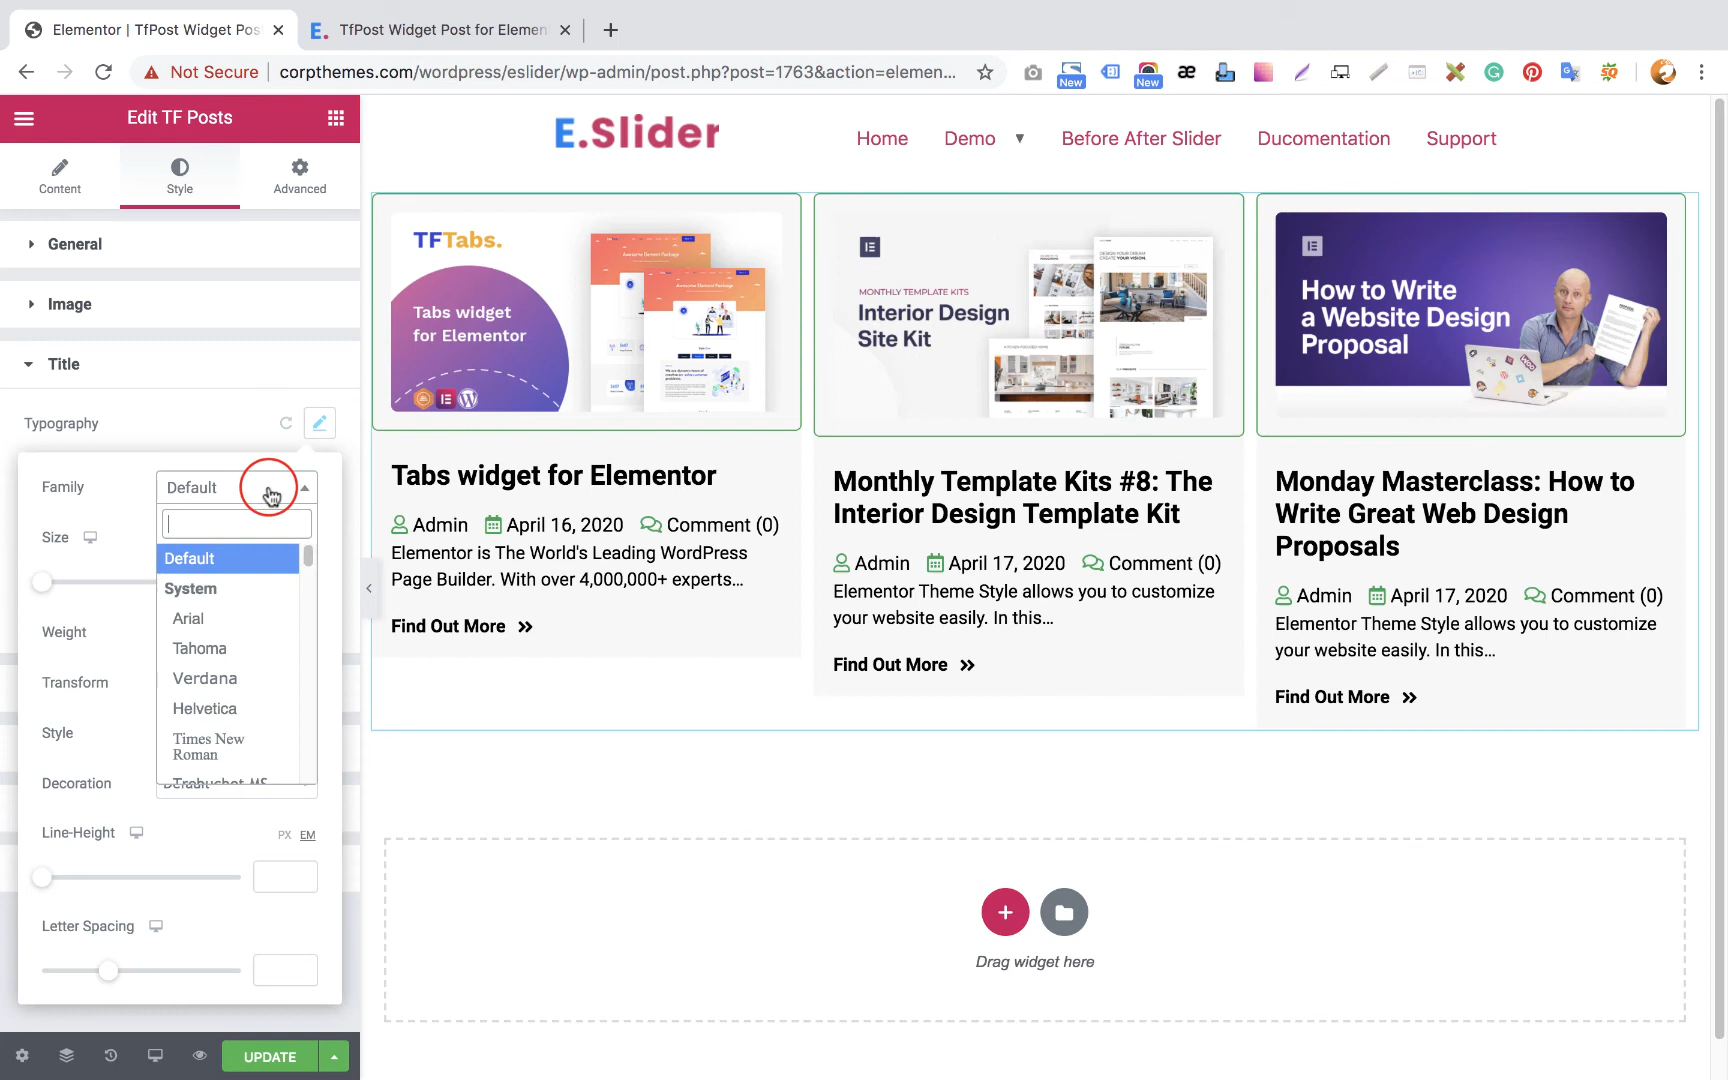 Elementor | TfPost Widget Pos
TfPost Widget Post for Elemen
Not Secure
corpthemes.com/wordpress/eslider/wp-admin/post.php?post=1763&action=elemen...
New
New
Edit TF Posts
Content
Style
Advanced
General
Image
Title
Typography
Family
Default
Size
Default
System
Arial
Tahoma
Verdana
Helvetica
Times New
Roman
Trebuchet MS
Weight
Transform
Style
Decoration
Default
Line-Height
PX EM
Letter Spacing
UPDATE
E.Slider
Home
Demo
Before After Slider
Ducomentation
Support
TFTabs.
Tabs widget
for Elementor
Tabs widget for Elementor
Admin April 16, 2020 Comment (0)
Elementor is The World's Leading WordPress
Page Builder. With over 4,000,000+ experts...
Find Out More
MONTHLY TEMPLATE KITS
Interior Design
Site Kit
Monthly Template Kits #8: The
Interior Design Template Kit
Admin April 17, 2020 Comment (0)
Elementor Theme Style allows you to customize
your website easily. In this...
Find Out More
How to Write
a Website Design
Proposal
Monday Masterclass: How to
Write Great Web Design
Proposals
Admin April 17, 2020 Comment (0)
Elementor Theme Style allows you to customize
your website easily. In this...
Find Out More
Drag widget here